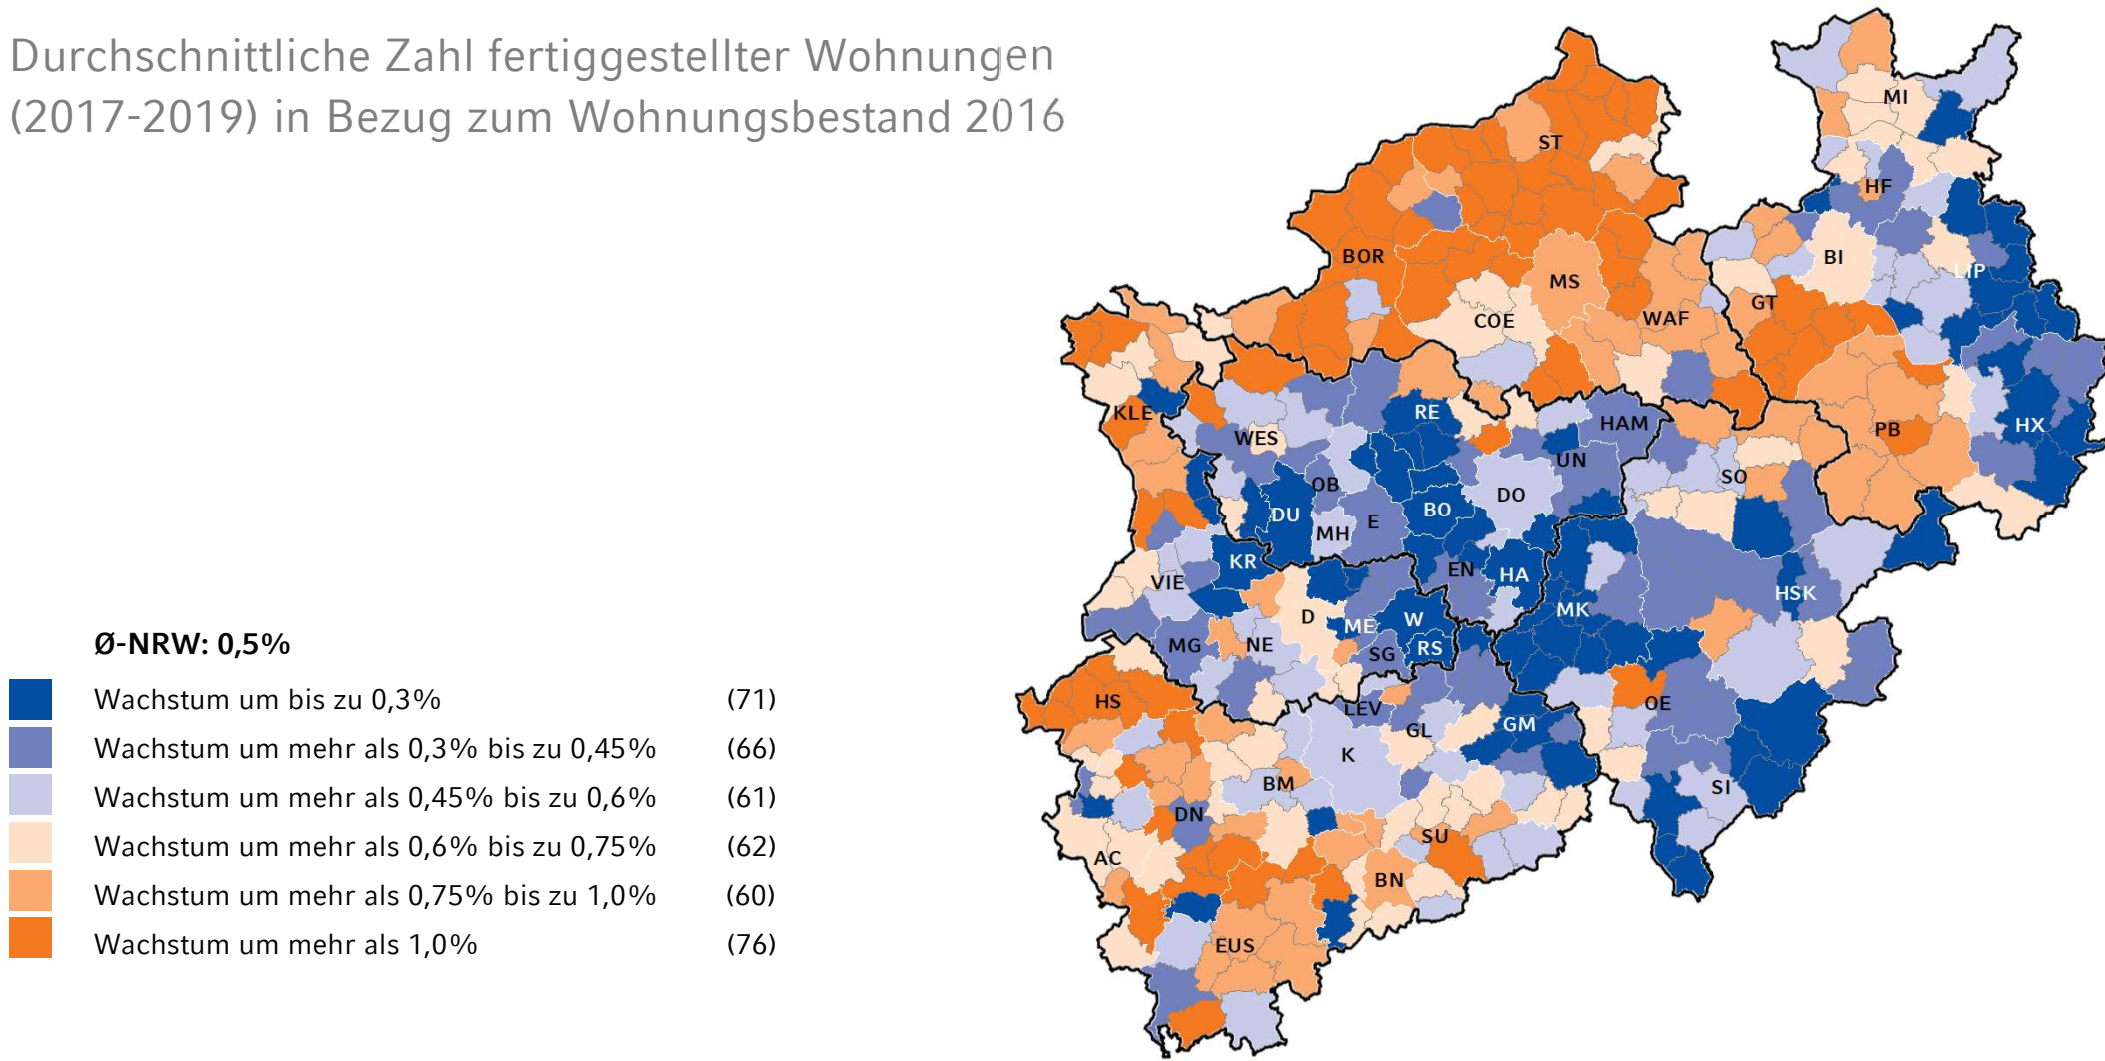 Durchschnittliche Zahl fertiggestellter Wohnungen
(2017-2019) in Bezug zum Wohnungsbestand 2016
Ø-NRW: 0,5%
Wachstum um bis zu 0,3% (71)
Wachstum um mehr als 0,3% bis zu 0,45% (66)
Wachstum um mehr als 0,45% bis zu 0,6% (61)
Wachstum um mehr als 0,6% bis zu 0,75% (62)
Wachstum um mehr als 0,75% bis zu 1,0% (60)
Wachstum um mehr als 1,0% (76)
MI
ST
HF
BOR
BI
LIP
MS
GT
COE
WAF
KLE
RE
HAM
HX
PB
WES
UN
SO
OB
DO
DU
BO
E
MH
KR
EN
HA
VIE
HSK
MK
D
W
ME
MG
NE
SG
RS
HS
LEV
OE
GL
GM
K
BM
SI
DN
SU
AC
BN
EUS